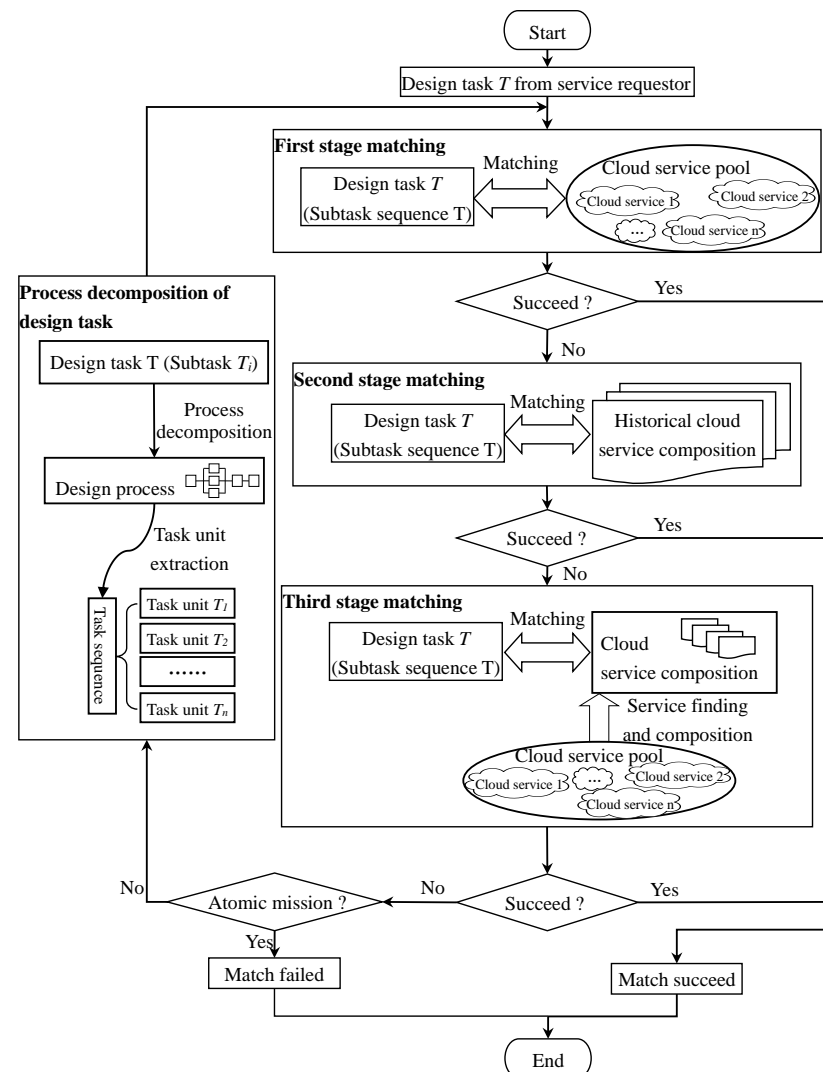 Start
Design task T from service requestor
First stage matching
Matching
Design task T
(Subtask sequence T)
Cloud service pool
Cloud service 1
Cloud service 2
...
Cloud service n
Succeed ?
Yes
No
Second stage matching
Matching
Design task T
(Subtask sequence T)
Historical cloud
service composition
Succeed ?
Yes
No
Third stage matching
Matching
Design task T
(Subtask sequence T)
Cloud
service composition
Service finding
and composition
Cloud service pool
Cloud service 1
...
Cloud service 2
Cloud service n
Succeed ?
Yes
No
Atomic mission ?
No
Yes
Process decomposition of
design task
Design task T (Subtask Ti)
Process
decomposition
Design process
Task unit
extraction
Task sequence
Task unit T1
Task unit T2
……
Task unit Tn
Match failed
Match succeed
End